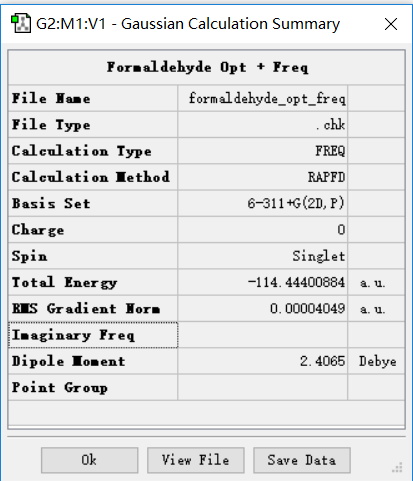 G2:M1:V1 - Gaussian Calculation Summary
Formaldehyde Opt + Freq
File Name formaldehyde_opt_freq
File Type .chk
Calculation Type FREQ
Calculation Method RAPFD
Basis Set 6-311+G(2D,P)
Charge 0
Spin Singlet
Total Energy -114.44400884 a.u.
RMS Gradient Norm 0.00004049 a.u.
Imaginary Freq
Dipole Moment 2.4065 Debye
Point Group
Ok View File Save Data